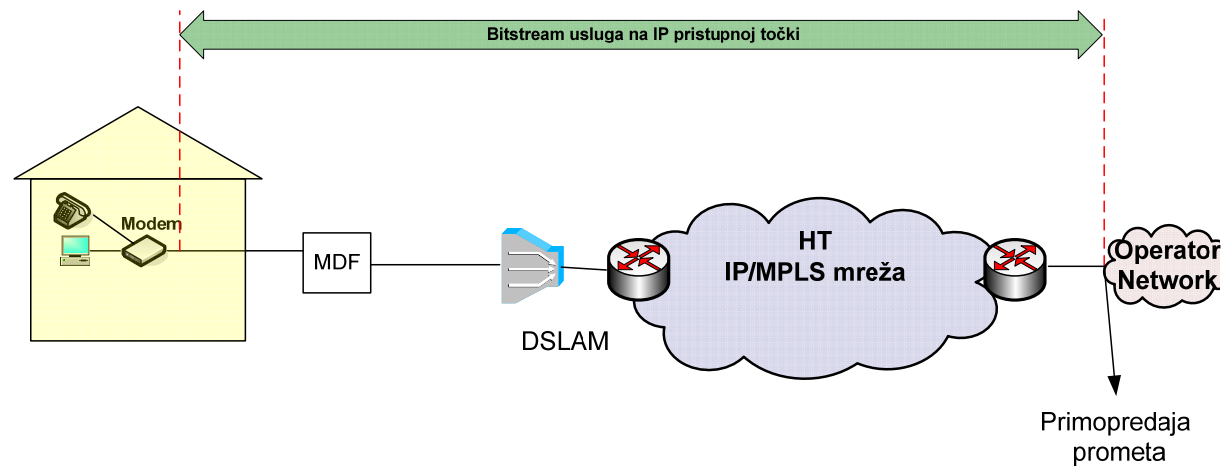 Bitstream usluga na IP pristupnoj točki
Modem
MDF
DSLAM
HT
IP/MPLS mreža
Operator
Network
Primopredaja
prometa